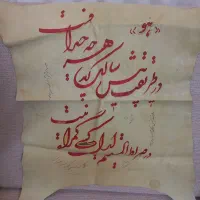 هو
در طریقت پیش سالک آید هر چه خیر اوست
در صراط المستقیم ای دل کسی گمراه نیست